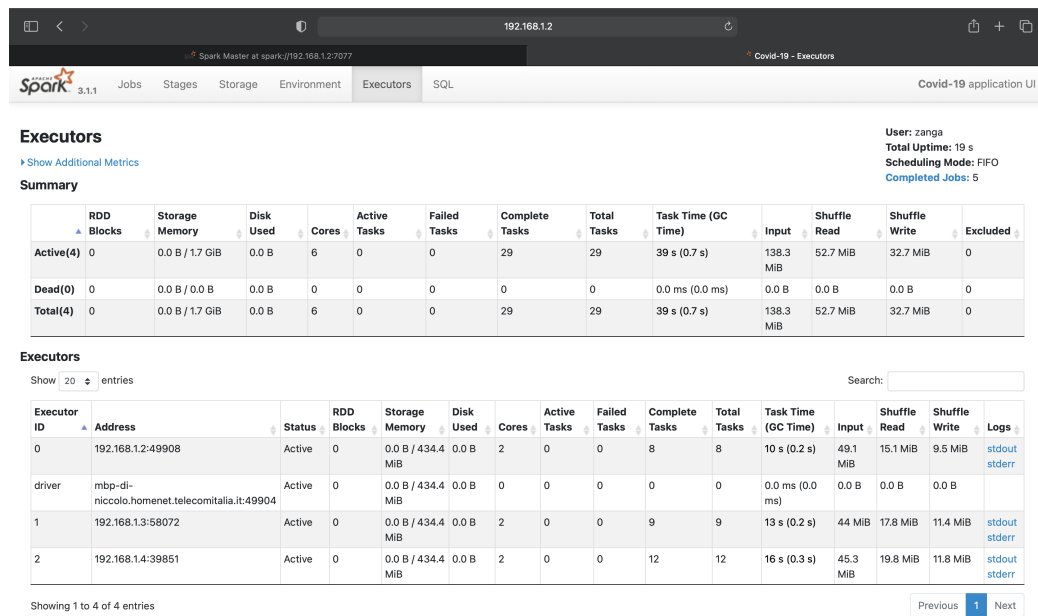 192.168.1.2
Spark Master at spark://192.168.1.2:7077
Covid-19 - Executors
APACHE Spark 3.1.1 Jobs Stages Storage Environment Executors SQL Covid-19 application UI
Executors
Show Additional Metrics
User: zanga
Total Uptime: 19 s
Scheduling Mode: FIFO
Completed Jobs: 5
Summary
RDD Blocks Storage Memory Disk Used Cores Active Tasks Failed Tasks Complete Tasks Total Tasks Task Time (GC Time) Input Shuffle Read Shuffle Write Excluded
Active(4) 0 0.0 B / 1.7 GiB 0.0 B 6 0 0 29 29 39 s (0.7 s) 138.3 MiB 52.7 MiB 32.7 MiB 0
Dead(0) 0 0.0 B / 0.0 B 0.0 B 0 0 0 0 0 0.0 ms (0.0 ms) 0.0 B 0.0 B 0.0 B 0
Total(4) 0 0.0 B / 1.7 GiB 0.0 B 6 0 0 29 29 39 s (0.7 s) 138.3 MiB 52.7 MiB 32.7 MiB 0
Executors
Show 20 entries Search:
Executor ID Address Status RDD Blocks Storage Memory Disk Used Cores Active Tasks Failed Tasks Complete Tasks Total Tasks Task Time (GC Time) Input Shuffle Read Shuffle Write Logs
0 192.168.1.2:49908 Active 0 0.0 B / 434.4 MiB 0.0 B 2 0 0 8 8 10 s (0.2 s) 49.1 MiB 15.1 MiB 9.5 MiB stdout stderr
driver mbp-di-niccolo.homenet.telecomitalia.it:49904 Active 0 0.0 B / 434.4 MiB 0.0 B 0 0 0 0 0 0.0 ms (0.0 ms) 0.0 B 0.0 B 0.0 B
1 192.168.1.3:58072 Active 0 0.0 B / 434.4 MiB 0.0 B 2 0 0 9 9 13 s (0.2 s) 44 MiB 17.8 MiB 11.4 MiB stdout stderr
2 192.168.1.4:39851 Active 0 0.0 B / 434.4 MiB 0.0 B 2 0 0 12 12 16 s (0.3 s) 45.3 MiB 19.8 MiB 11.8 MiB stdout stderr
Showing 1 to 4 of 4 entries Previous 1 Next